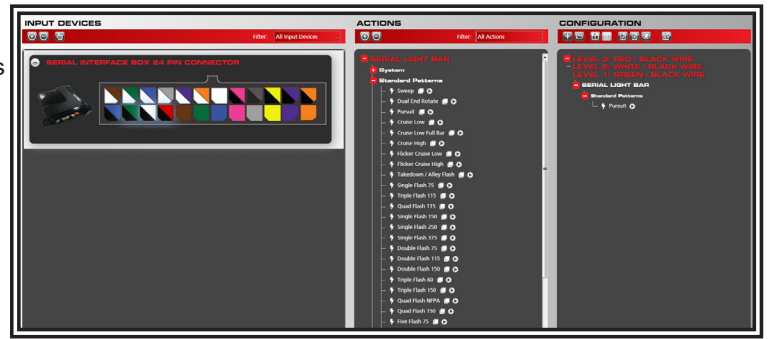 s
INPUT DEVICES
Filter: All Input Devices
SERIAL INTERFACE BOX 24 PIN CONNECTOR
ACTIONS
Filter: All Actions
SERIAL LIGHT BAR
System
Standard Patterns
Sweep
Dual End Rotate
Pursuit
Cruise Low
Cruise Low Full Bar
Cruise High
Flicker Cruise Low
Flicker Cruise High
Takedown / Alley Flash
Single Flash 75
Triple Flash 115
Quad Flash 115
Single Flash 150
Single Flash 250
Single Flash 375
Double Flash 75
Double Flash 115
Double Flash 150
Triple Flash 60
Triple Flash 150
Quad Flash NFPA
Quad Flash 150
Five Flash 75
CONFIGURATION
LEVEL 3: RED / BLACK WIRE
LEVEL 2: WHITE / BLACK WIRE
LEVEL 1: GREEN / BLACK WIRE
SERIAL LIGHT BAR
Standard Patterns
Pursuit